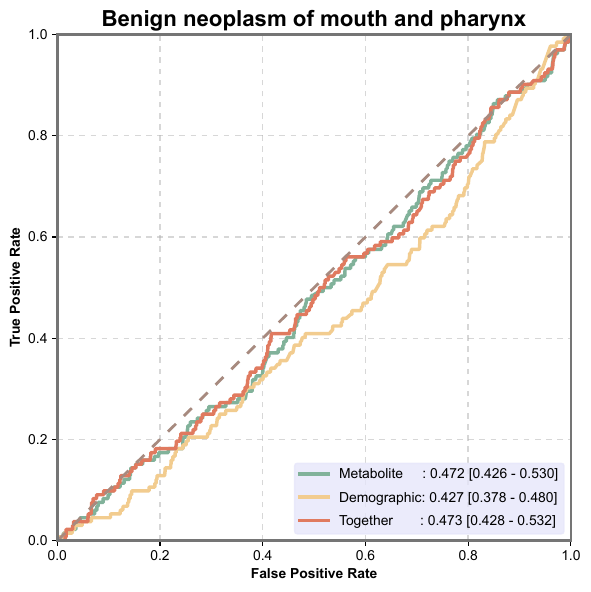 Benign neoplasm of mouth and pharynx
True Positive Rate
1.0
0.8
0.6
0.4
0.2
0.0
Metabolite : 0.472 [0.426 - 0.530]
Demographic: 0.427 [0.378 - 0.480]
Together : 0.473 [0.428 - 0.532]
0.0 0.2 0.4 0.6 0.8 1.0
False Positive Rate